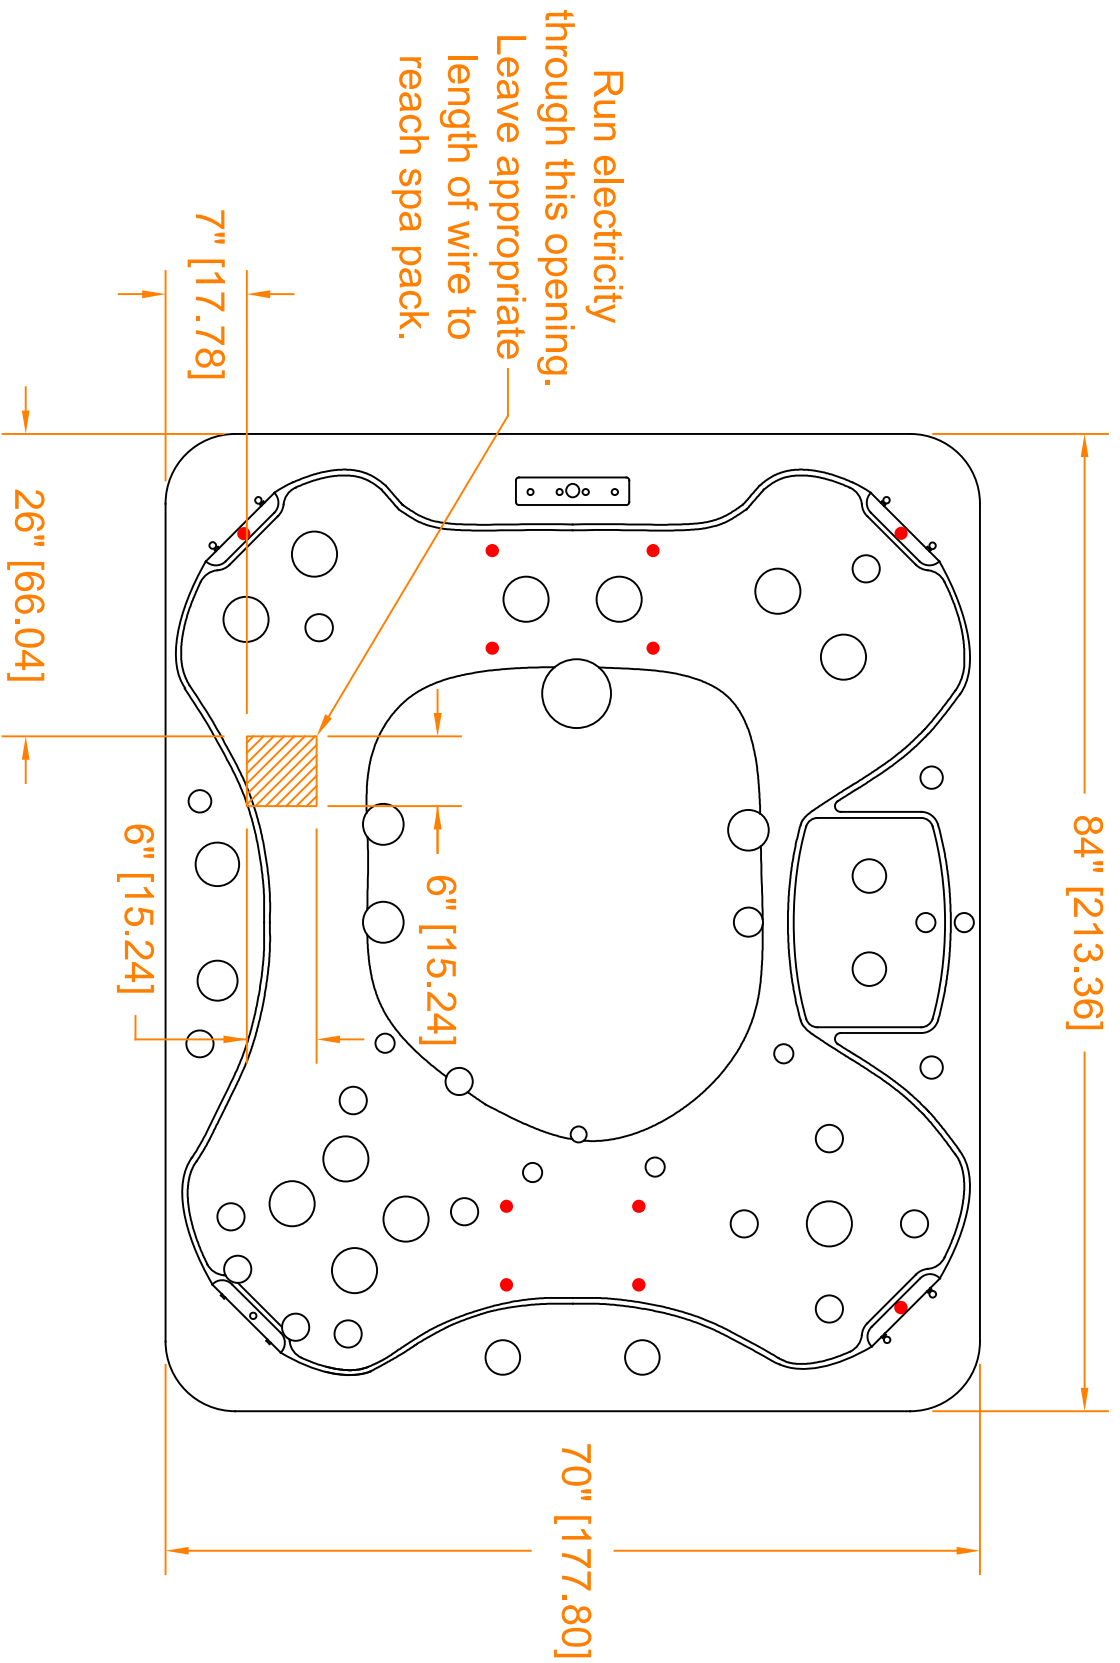 Run electricity
through this opening.
Leave appropriate
length of wire to
reach spa pack.
7" [17.78]
26" [66.04]
6" [15.24]
6" [15.24]
84" [213.36]
70" [177.80]